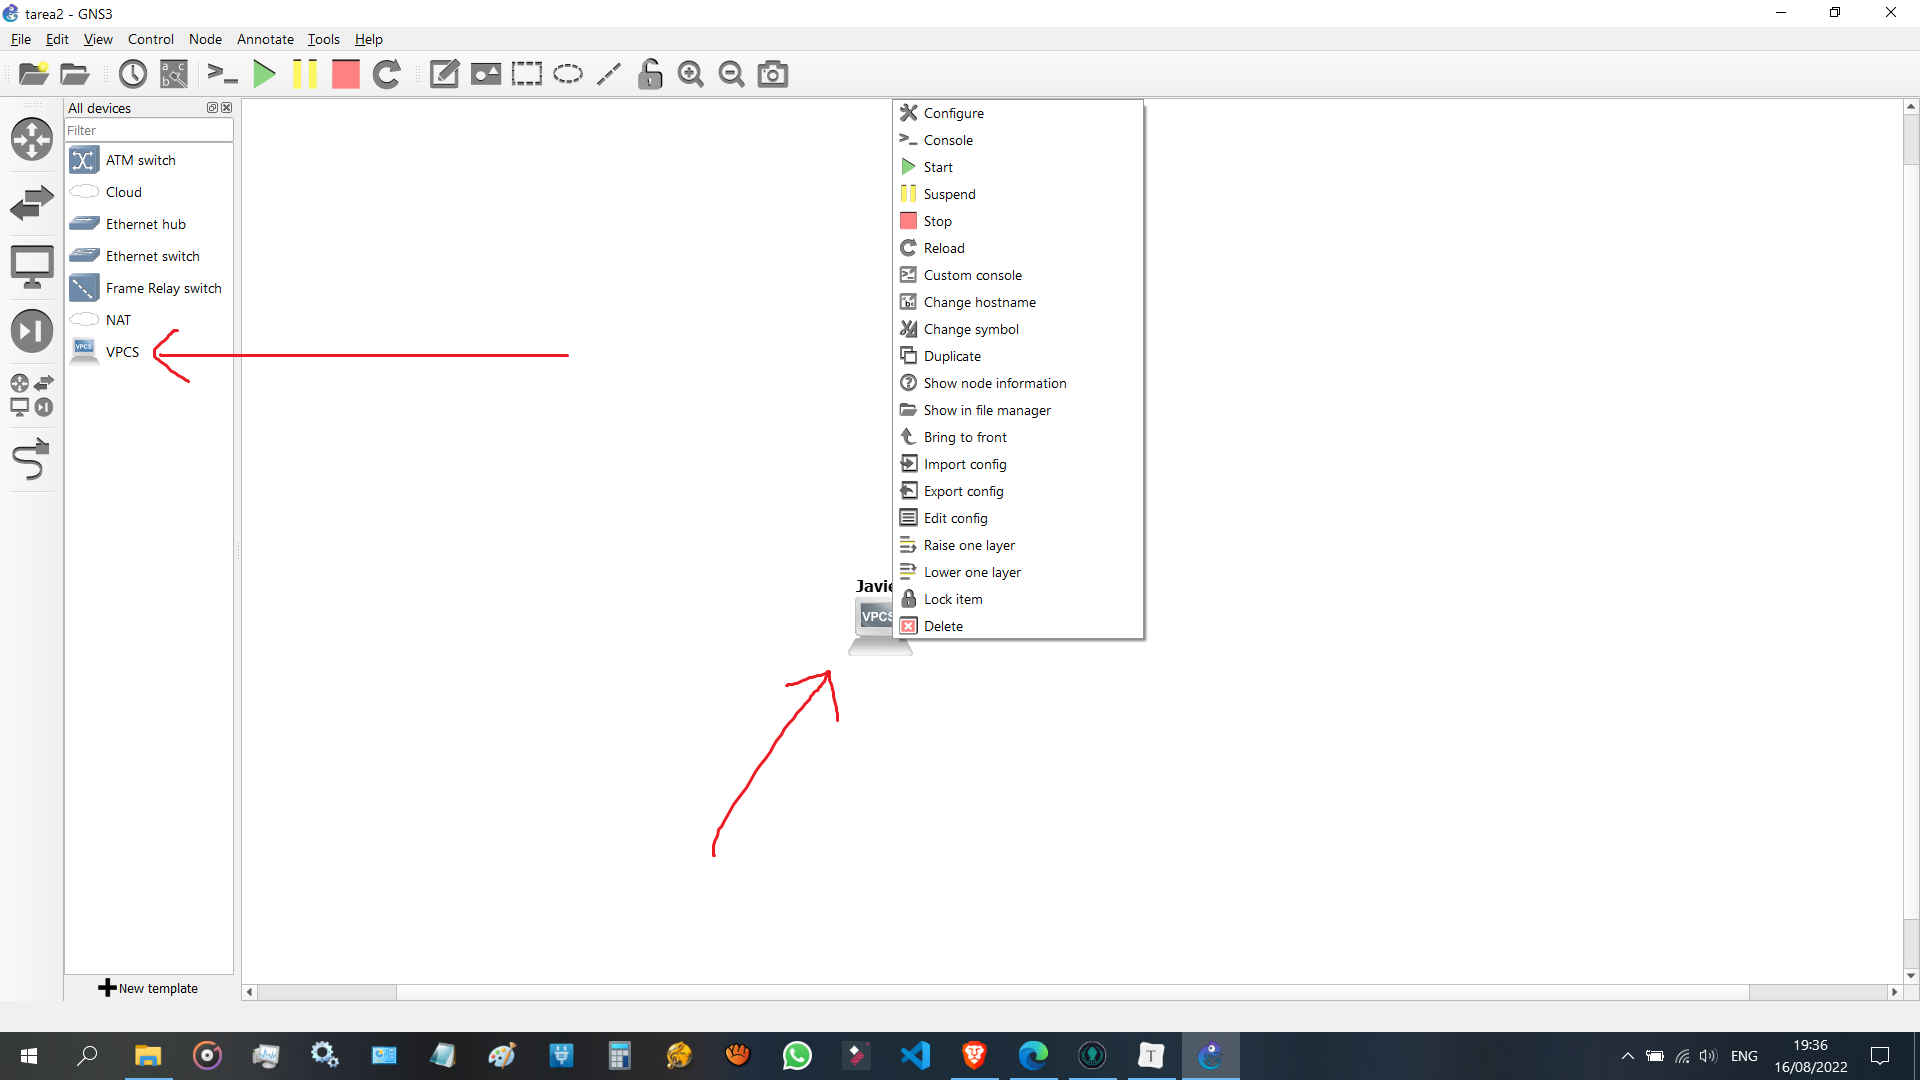 tarea2 - GNS3
File Edit View Control Node Annotate Tools Help
All devices
Filter
ATM switch
Cloud
Ethernet hub
Ethernet switch
Frame Relay switch
NAT
VPCS
New template
Configure
Console
Start
Suspend
Stop
Reload
Custom console
Change hostname
Change symbol
Duplicate
Show node information
Show in file manager
Bring to front
Import config
Export config
Edit config
Raise one layer
Lower one layer
Lock item
Delete
Javie
VPCS
ENG
19:36
16/08/2022